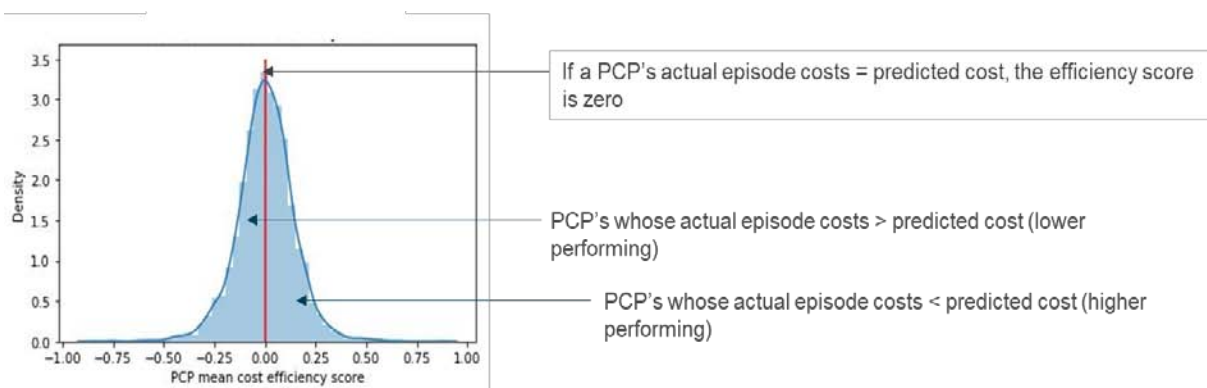 3.5
3.0
2.5
2.0
1.5
1.0
0.5
0.0
Density
−1.00 −0.75 −0.50 −0.25 0.00 0.25 0.50 0.75 1.00
PCP mean cost efficiency score
If a PCP's actual episode costs = predicted cost, the efficiency score
is zero
PCP's whose actual episode costs > predicted cost (lower
performing)
PCP's whose actual episode costs < predicted cost (higher
performing)